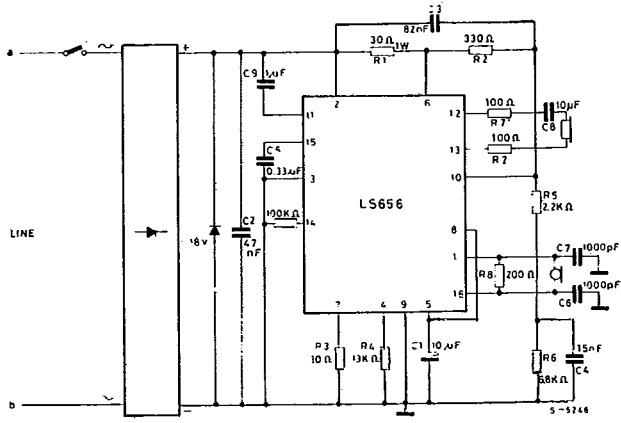 C3
82nF
a
+
30Ω
1W
R1
330Ω
R2
C9 1µF
2
6
11
12
100Ω
R7
10µF
C8
15
C5
0.33µF
3
13
100Ω
R2
10
R5
2.2KΩ
LS656
LINE
18V
C2
47
nF
100KΩ
14
8
1
R8
200Ω
C7
1000pF
16
C6
1000pF
7
4
9
5
R3
10Ω
R4
13KΩ
C1
10µF
R6
6.8KΩ
15nF
C4
b
−
S-5246